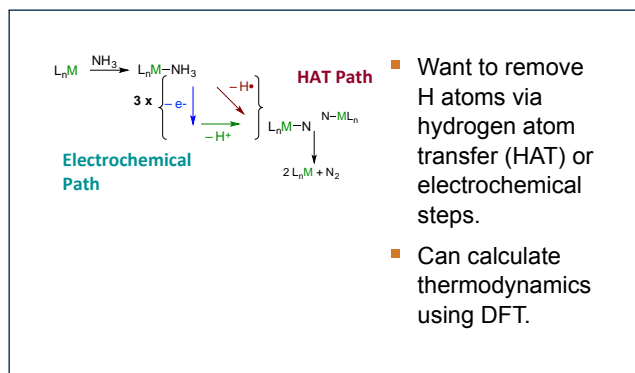 LnM NH3 LnM—NH3
HAT Path
3 x – e- – H•
– H+ LnM—N N—MLn
Electrochemical
Path
2 LnM + N2
Want to remove
H atoms via
hydrogen atom
transfer (HAT) or
electrochemical
steps.
Can calculate
thermodynamics
using DFT.